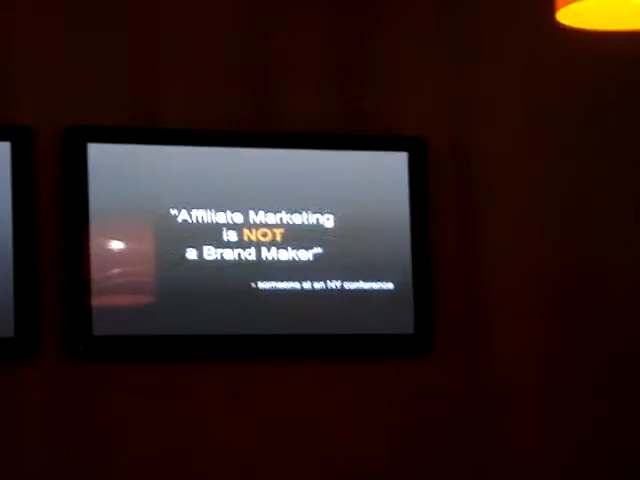 "Affiliate Marketing
is NOT
a Brand Maker"
- someone at an NY conference